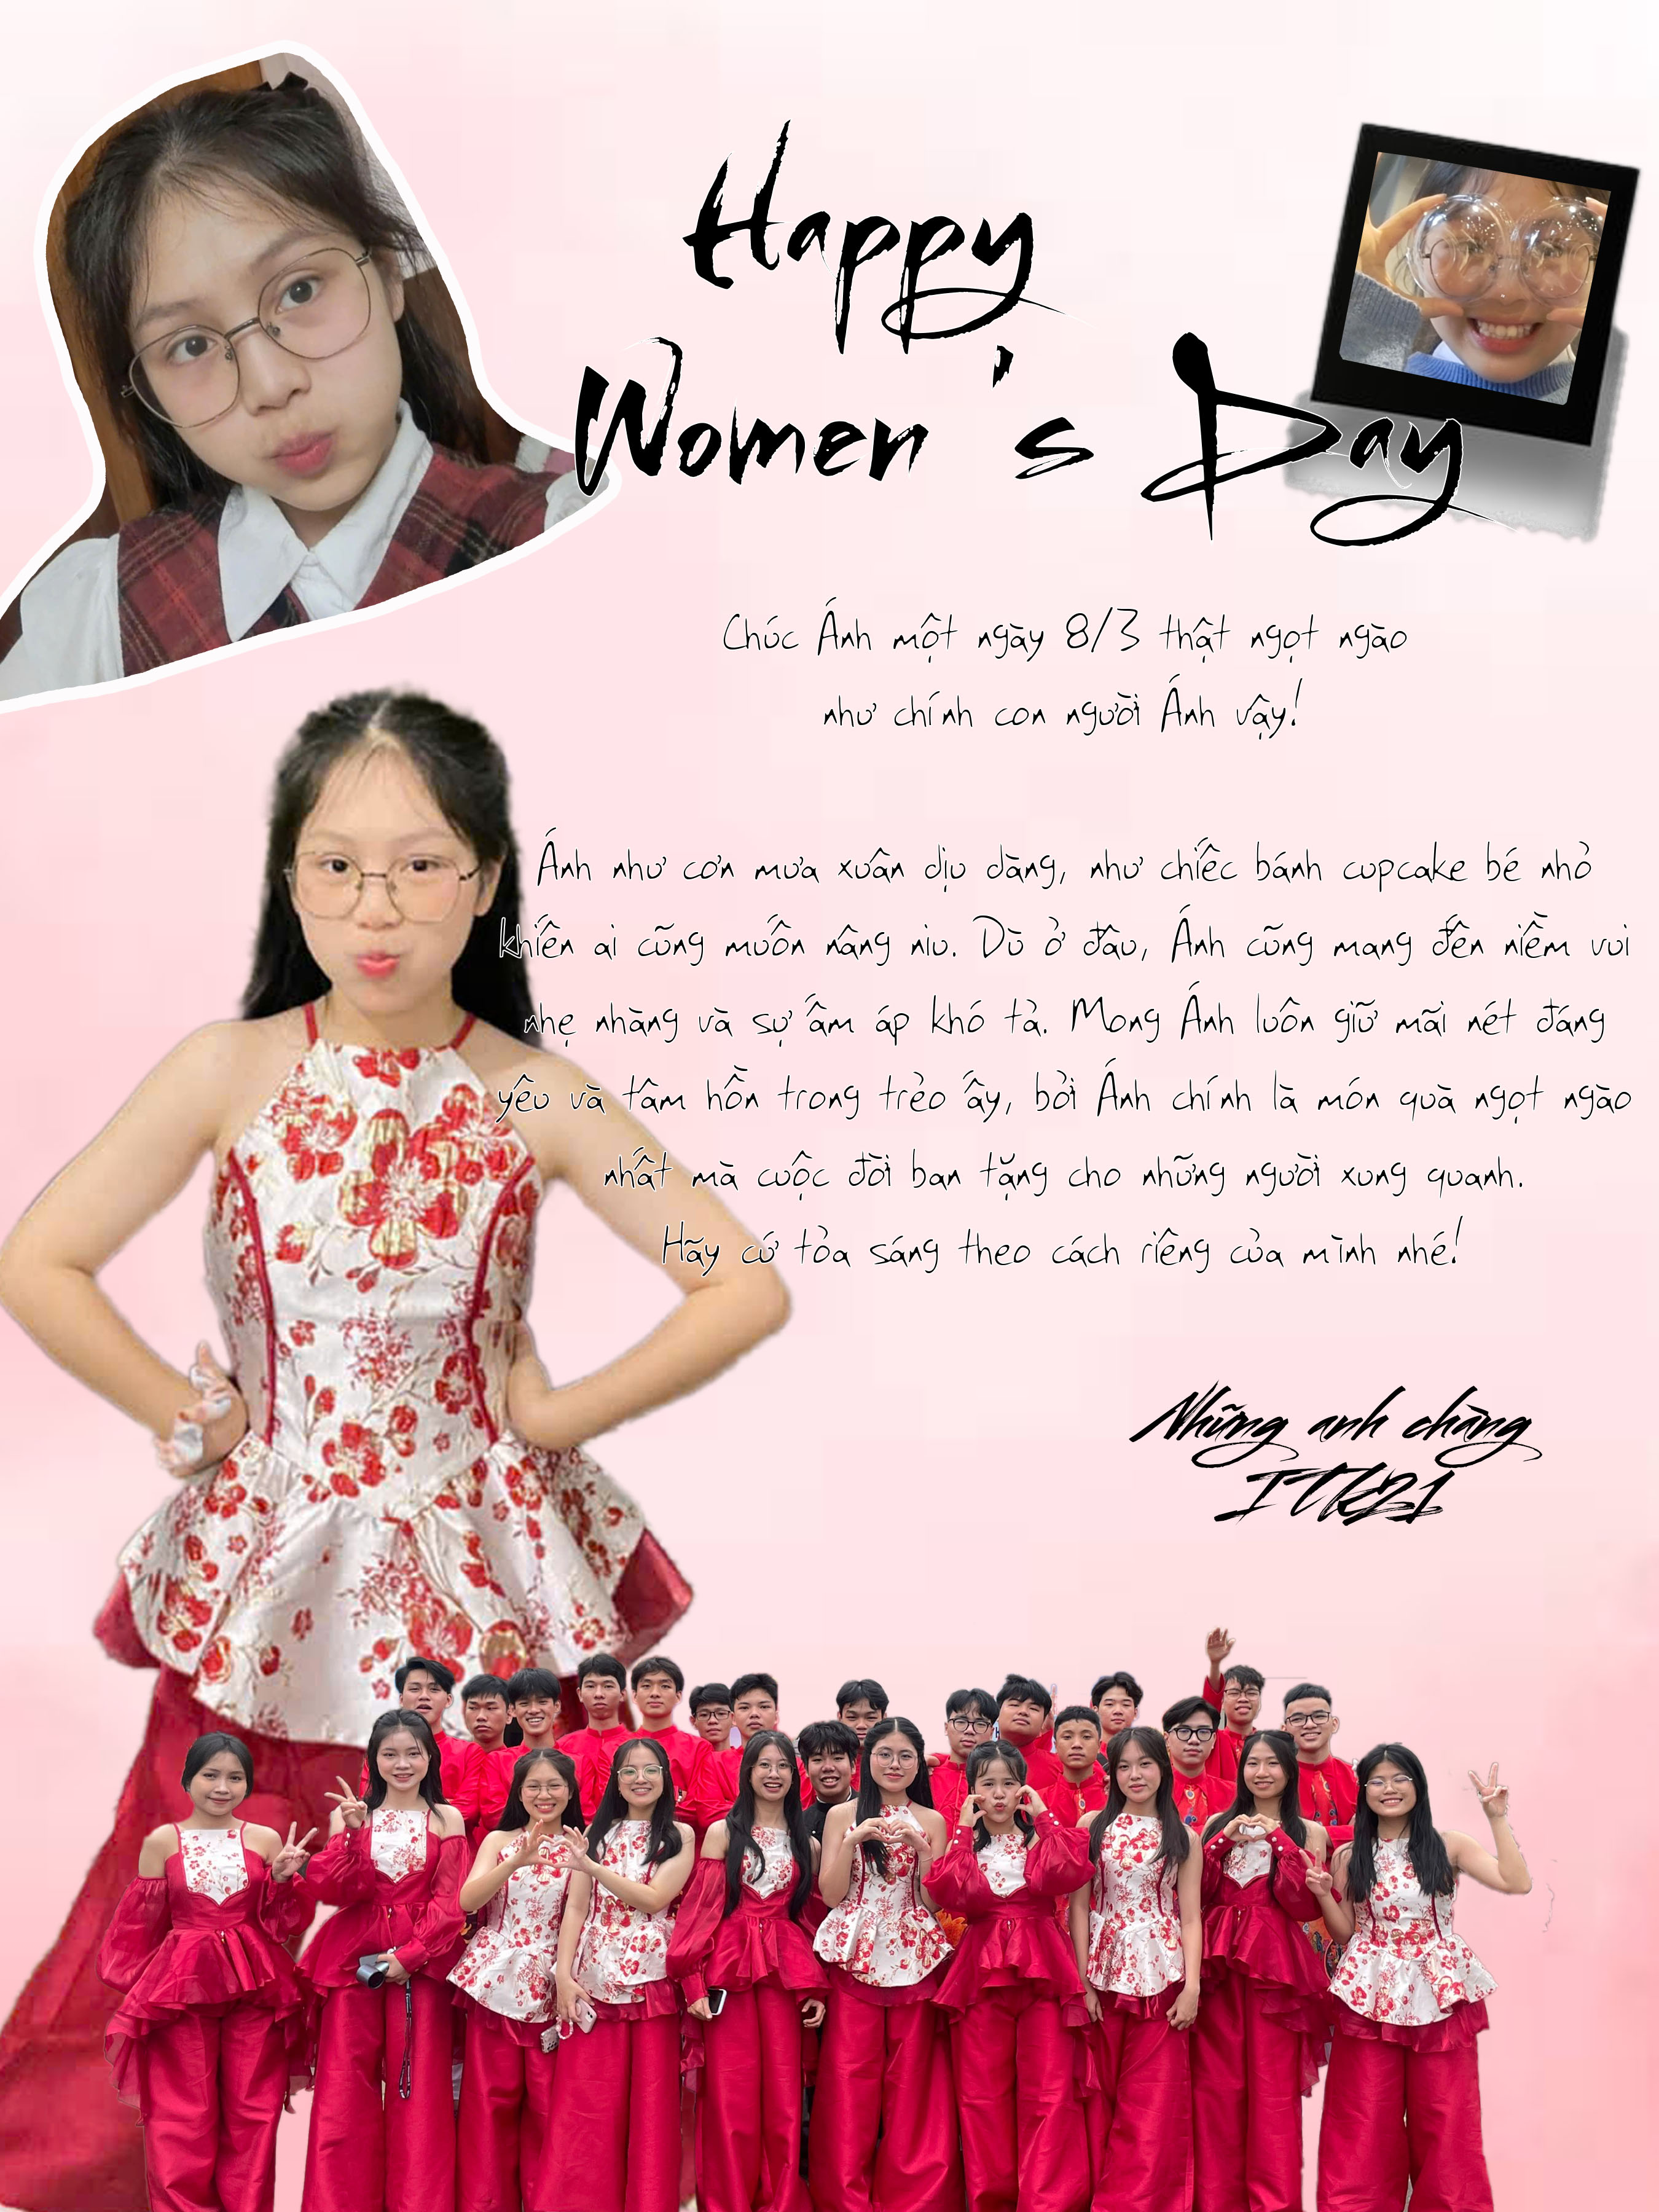 Happy
Women's Day
Chúc Ánh một ngày 8/3 thật ngọt ngào
như chính con người Ánh vậy!
Ánh như cơn mưa xuân dịu dàng, như chiếc bánh cupcake bé nhỏ
khiến ai cũng muốn nâng niu. Dù ở đâu, Ánh cũng mang đến niềm vui
nhẹ nhàng và sự ấm áp khó tả. Mong Ánh luôn giữ mãi nét đáng
yêu và tâm hồn trong trẻo ấy, bởi Ánh chính là món quà ngọt ngào
nhất mà cuộc đời ban tặng cho những người xung quanh.
Hãy cứ tỏa sáng theo cách riêng của mình nhé!
Những anh chàng
ITK21